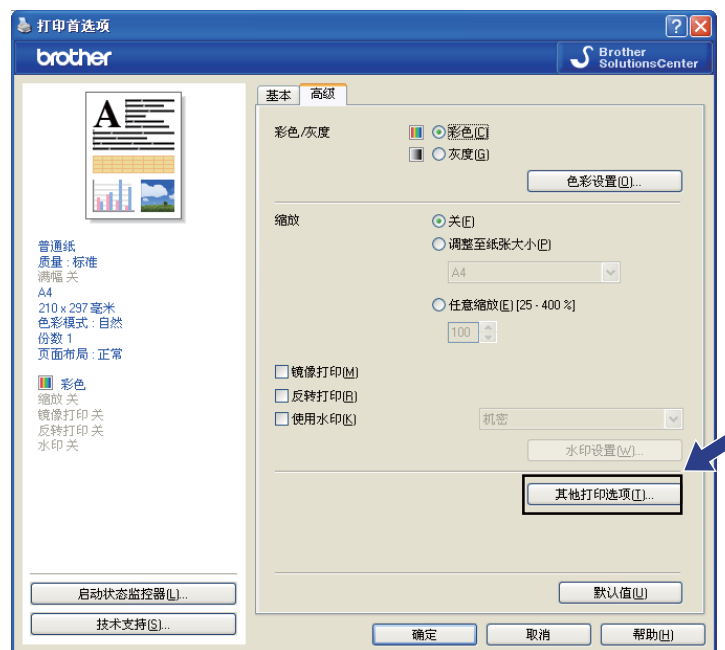 打印首选项
brother
Brother
SolutionsCenter
A
普通纸
质量 : 标准
满幅 关
A4
210 x 297 毫米
色彩模式 : 自然
份数 1
页面布局 : 正常
彩色
缩放 关
镜像打印 关
反转打印 关
水印 关
启动状态监控器(L)...
技术支持(S)...
基本
高级
彩色/灰度
彩色(C)
灰度(G)
色彩设置(O)...
缩放
关(F)
调整至纸张大小(P)
A4
任意缩放(E) [25 - 400 %]
100
镜像打印(M)
反转打印(R)
使用水印(K)
机密
水印设置(W)...
其他打印选项(T)...
默认值(U)
确定
取消
帮助(H)